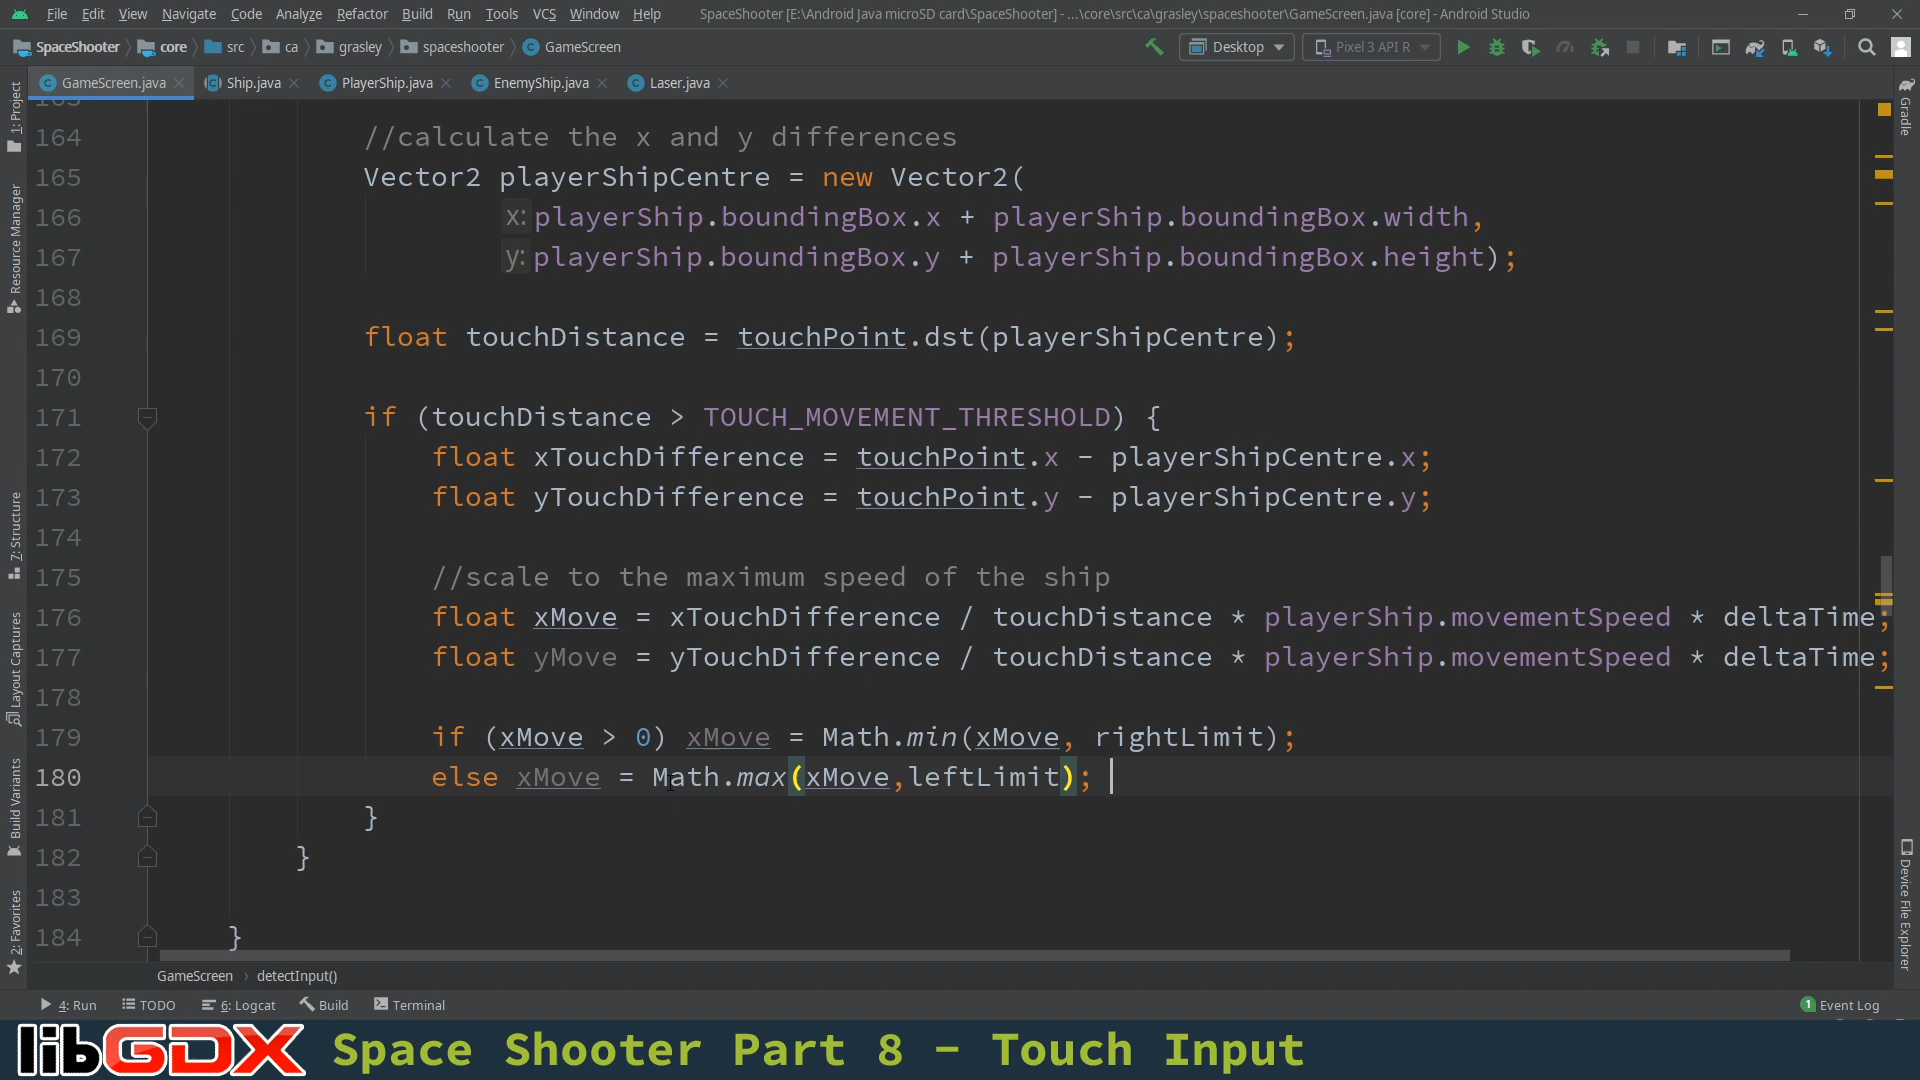 File Edit View Navigate Code Analyze Refactor Build Run Tools VCS Window Help SpaceShooter [E:\Android Java microSD card\SpaceShooter] - ...\core\src\ca\grasley\spaceshooter\GameScreen.java [core] - Android Studio
SpaceShooter core src ca grasley spaceshooter GameScreen Desktop Pixel 3 API R
GameScreen.java Ship.java PlayerShip.java EnemyShip.java Laser.java
1: Project
Resource Manager
7: Structure
Layout Captures
Build Variants
2: Favorites
Gradle
Device File Explorer
163
164 //calculate the x and y differences
165 Vector2 playerShipCentre = new Vector2(
166 x: playerShip.boundingBox.x + playerShip.boundingBox.width,
167 y: playerShip.boundingBox.y + playerShip.boundingBox.height);
168
169 float touchDistance = touchPoint.dst(playerShipCentre);
170
171 if (touchDistance > TOUCH_MOVEMENT_THRESHOLD) {
172 float xTouchDifference = touchPoint.x - playerShipCentre.x;
173 float yTouchDifference = touchPoint.y - playerShipCentre.y;
174
175 //scale to the maximum speed of the ship
176 float xMove = xTouchDifference / touchDistance * playerShip.movementSpeed * deltaTime;
177 float yMove = yTouchDifference / touchDistance * playerShip.movementSpeed * deltaTime;
178
179 if (xMove > 0) xMove = Math.min(xMove, rightLimit);
180 else xMove = Math.max(xMove,leftLimit);
181 }
182 }
183
184 }
GameScreen detectInput()
4: Run TODO 6: Logcat Build Terminal 1 Event Log
libGDX Space Shooter Part 8 - Touch Input